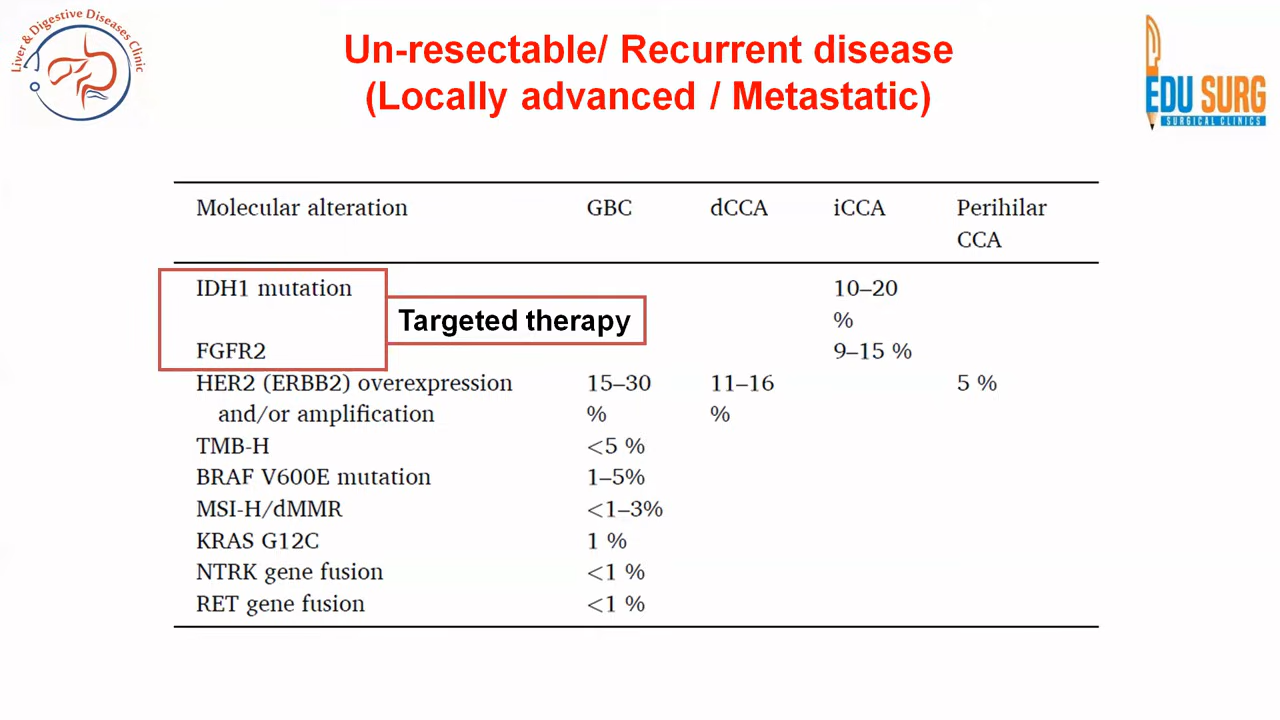 Liver & Digestive Diseases Clinic
Un-resectable/ Recurrent disease
(Locally advanced / Metastatic)
EDU SURG
SURGICAL CLINICS
Molecular alteration GBC dCCA iCCA Perihilar
CCA
IDH1 mutation 10–20
%
Targeted therapy
FGFR2 9–15 %
HER2 (ERBB2) overexpression 15–30 11–16 5 %
and/or amplification % %
TMB-H <5 %
BRAF V600E mutation 1–5%
MSI-H/dMMR <1–3%
KRAS G12C 1 %
NTRK gene fusion <1 %
RET gene fusion <1 %